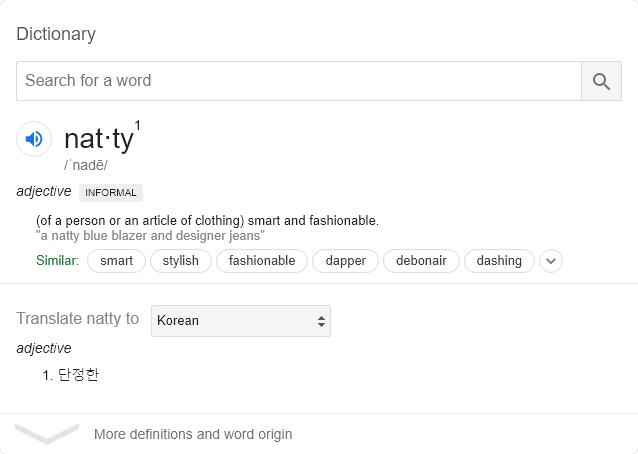 Dictionary
Search for a word
nat·ty1
/ˈnadē/
adjective INFORMAL
(of a person or an article of clothing) smart and fashionable.
"a natty blue blazer and designer jeans"
Similar: smart stylish fashionable dapper debonair dashing
Translate natty to Korean
adjective
1. 단정한
More definitions and word origin